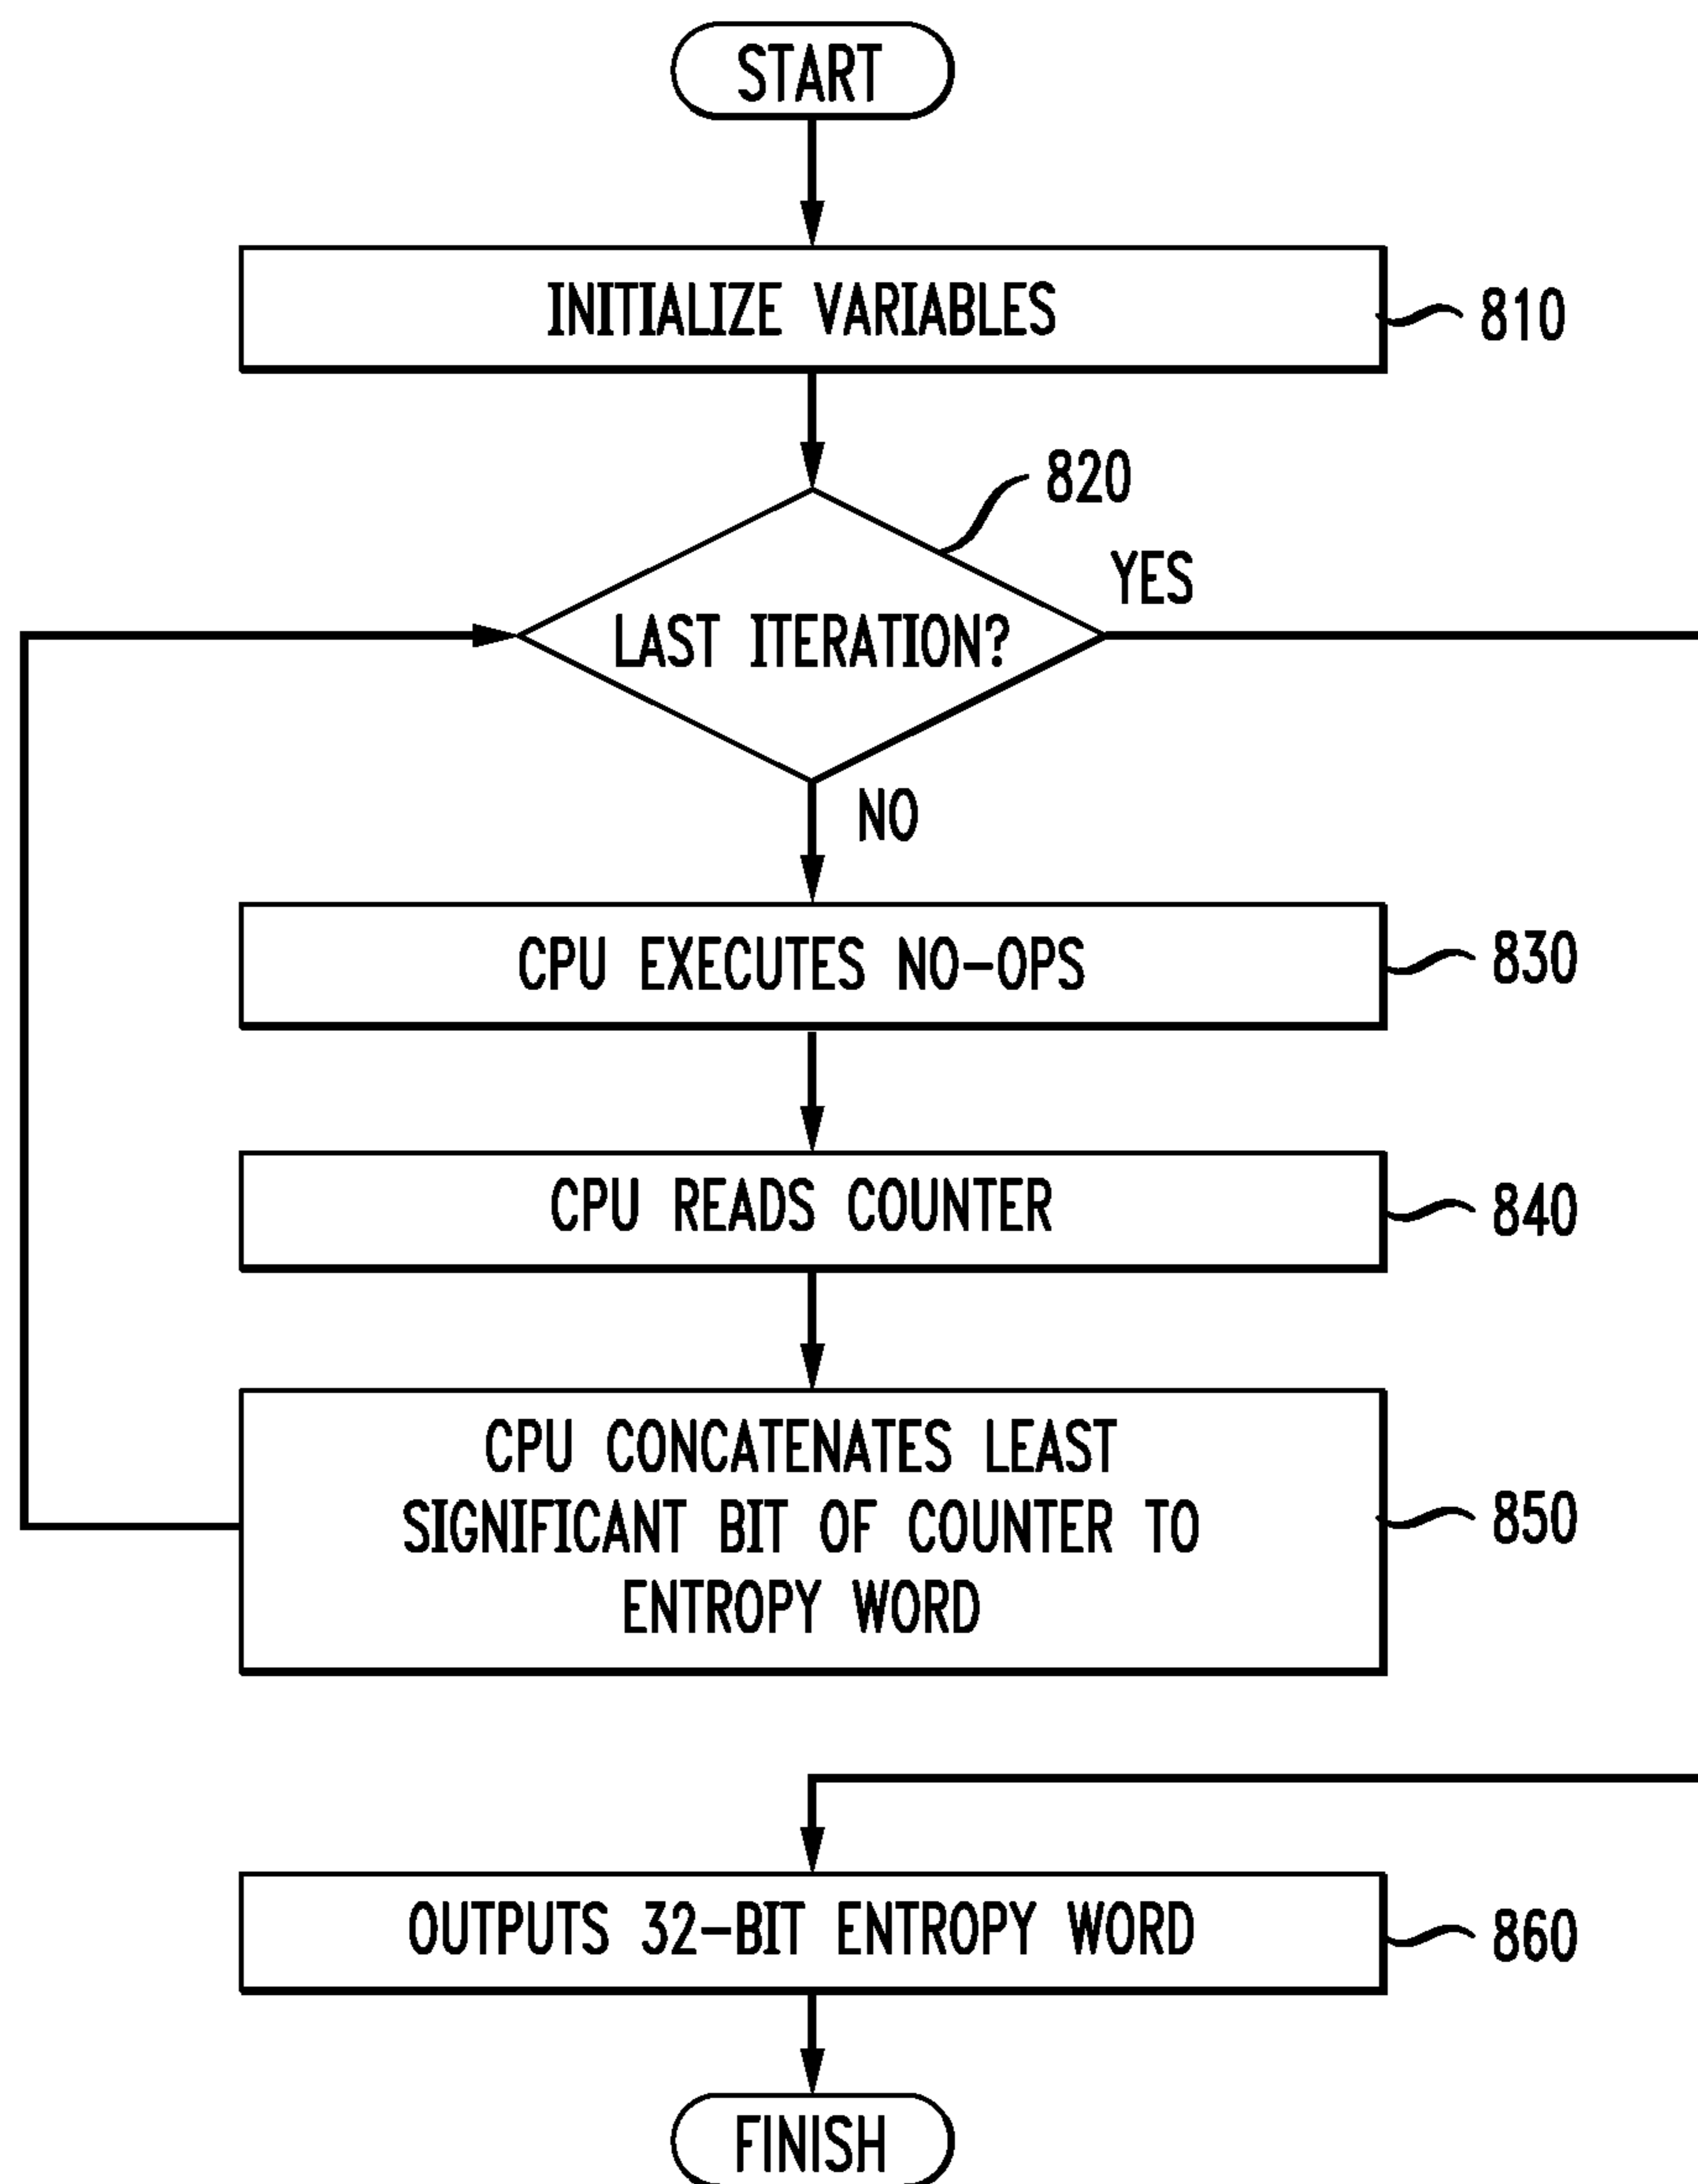 START
INITIALIZE VARIABLES
810
820
YES
LAST ITERATION?
NO
CPU EXECUTES NO-OPS
830
CPU READS COUNTER
840
CPU CONCATENATES LEAST
SIGNIFICANT BIT OF COUNTER TO
ENTROPY WORD
850
OUTPUTS 32-BIT ENTROPY WORD
860
FINISH